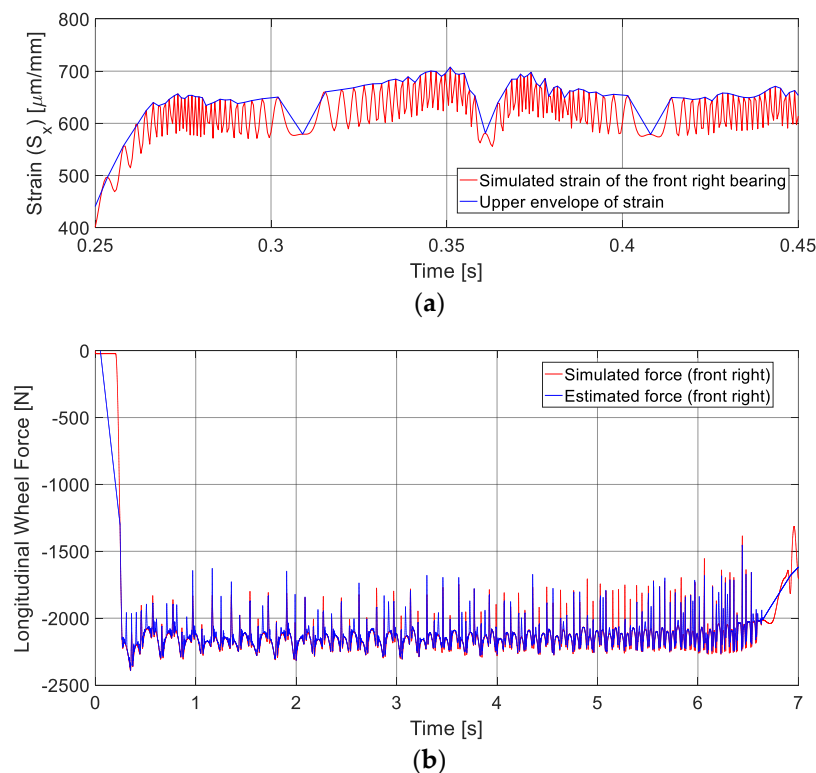 800
700
600
500
400
Strain (Sx) [μm/mm]
Simulated strain of the front right bearing
Upper envelope of strain
0.25
0.3
0.35
0.4
0.45
Time [s]
(a)
0
-500
-1000
-1500
-2000
-2500
Longitudinal Wheel Force [N]
Simulated force (front right)
Estimated force (front right)
0
1
2
3
4
5
6
7
Time [s]
(b)